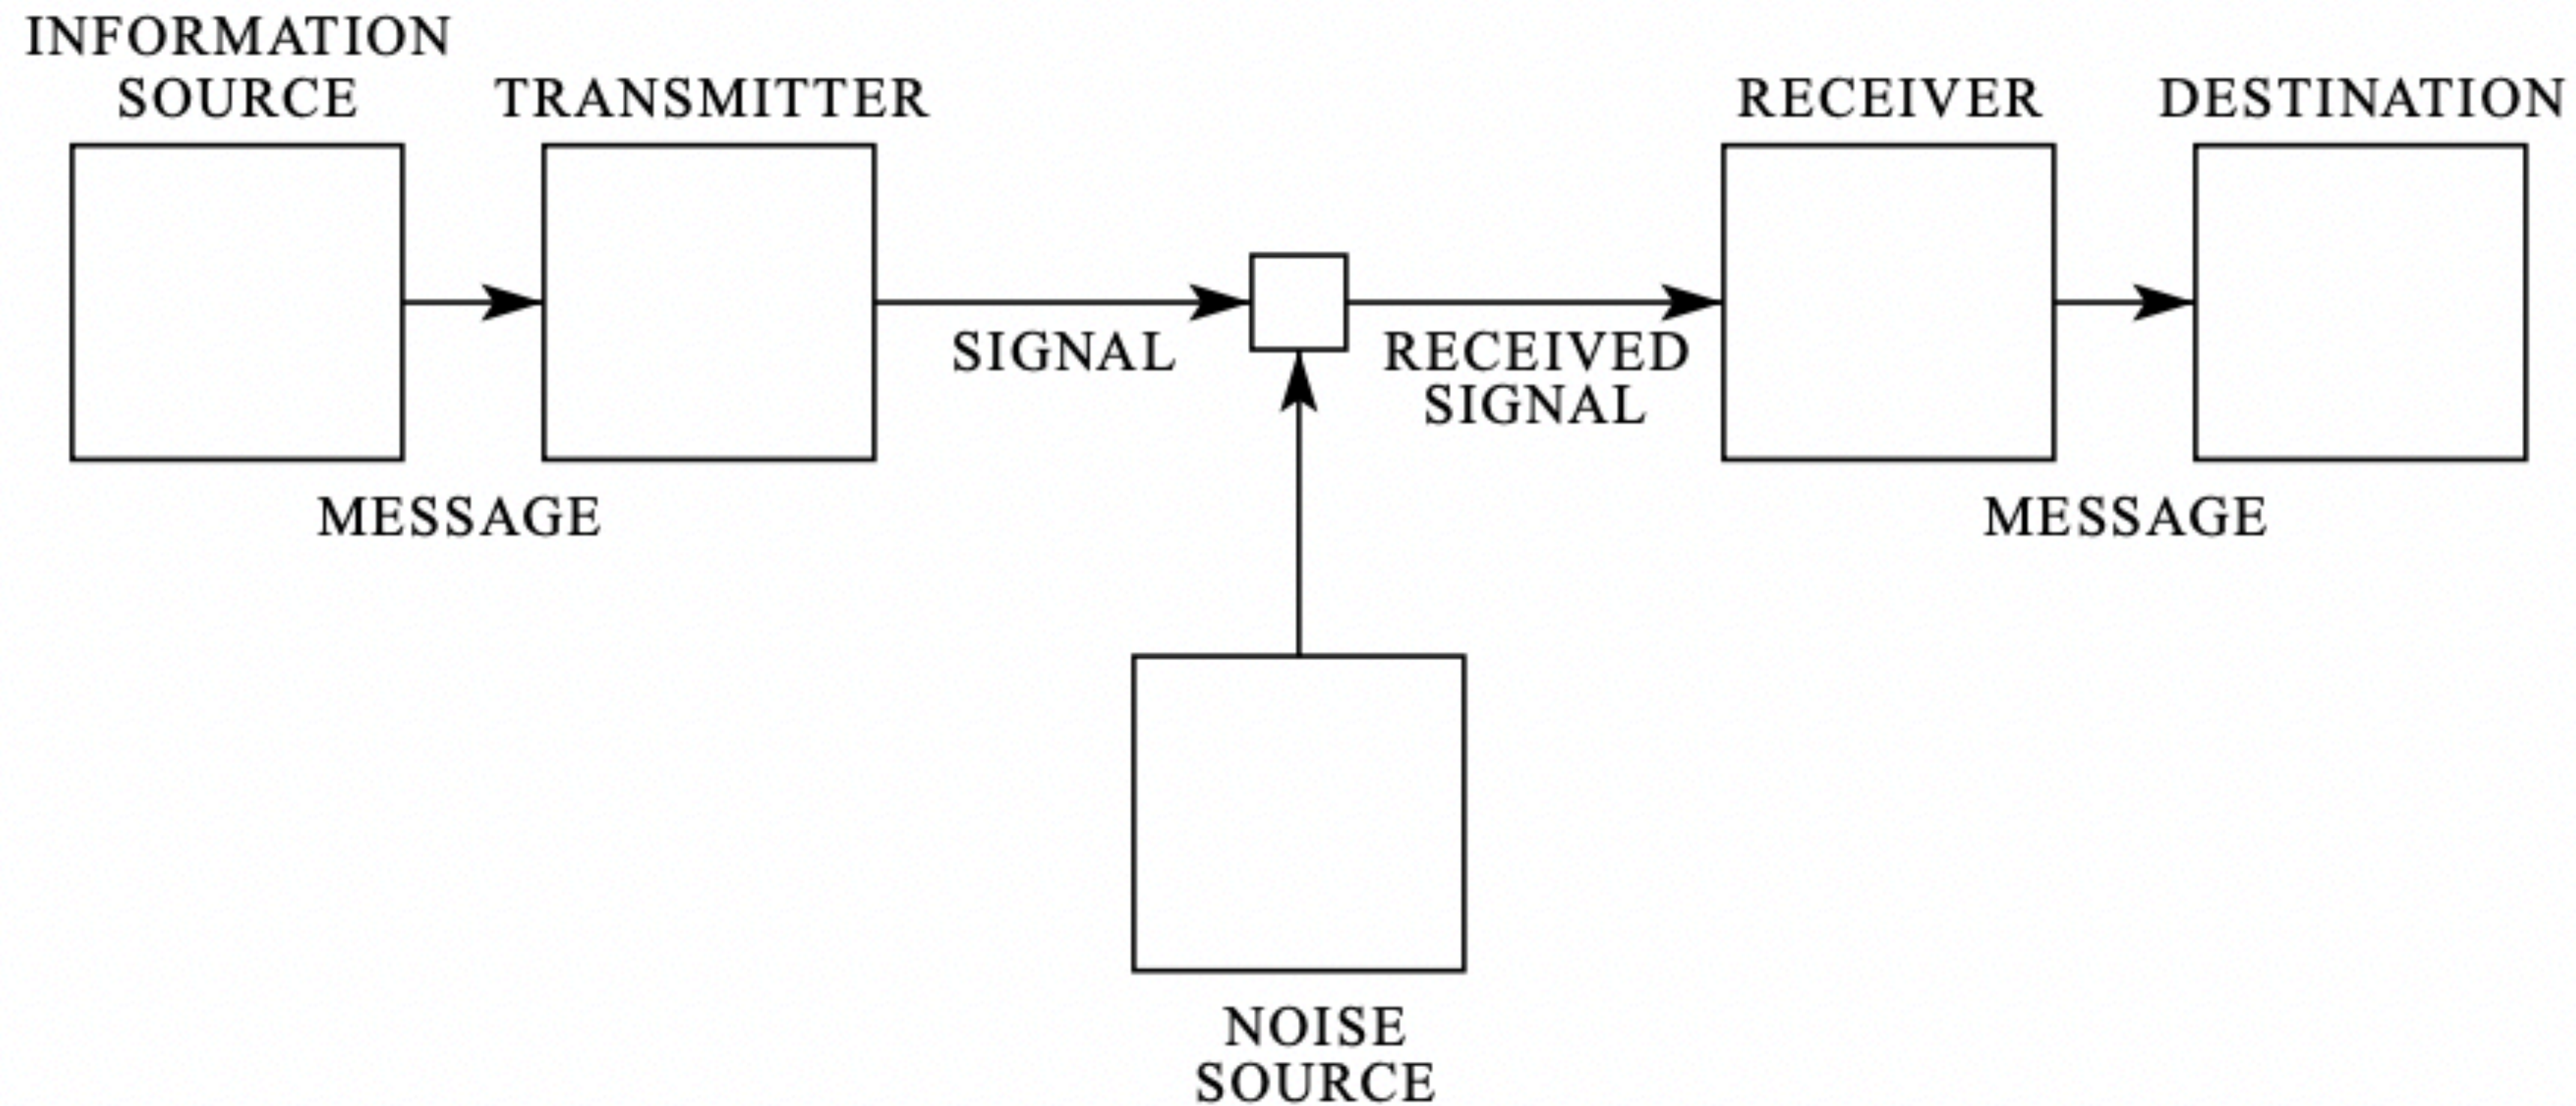 INFORMATION
SOURCE
TRANSMITTER
RECEIVER
DESTINATION
SIGNAL
RECEIVED
SIGNAL
MESSAGE
MESSAGE
NOISE
SOURCE